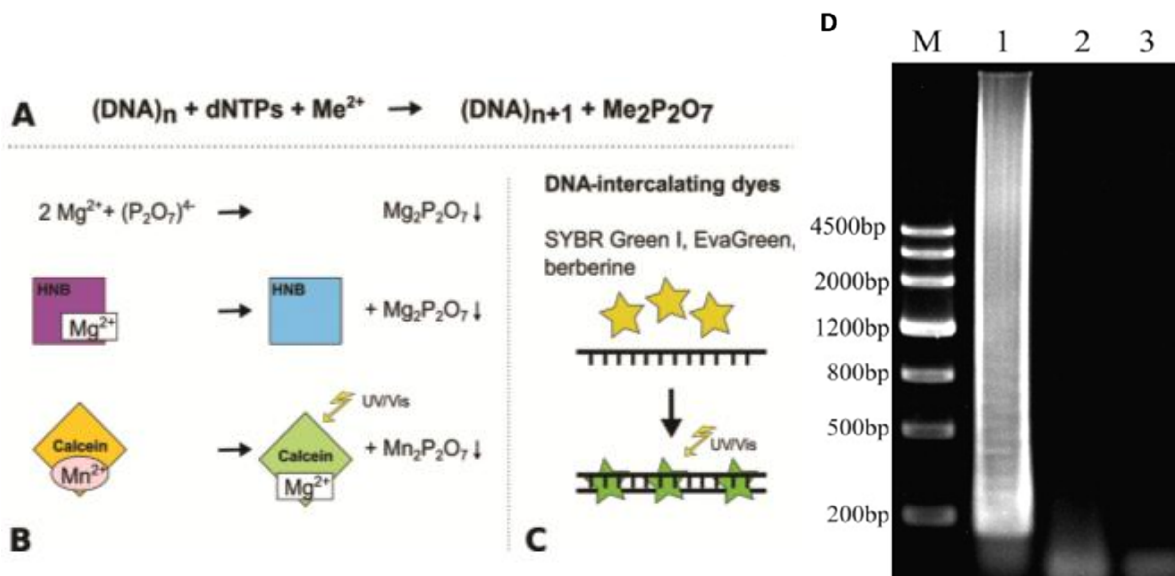 A
(DNA)n + dNTPs + Me²⁺ → (DNA)n+1 + Me₂P₂O₇
2 Mg²⁺+ (P₂O₇)⁴⁻ → Mg₂P₂O₇↓
HNB
Mg²⁺
→
HNB
+ Mg₂P₂O₇↓
Calcein
Mn²⁺
→
UV/Vis
Calcein
Mg²⁺
+ Mn₂P₂O₇↓
B
DNA-intercalating dyes
SYBR Green I, EvaGreen,
berberine
UV/Vis
C
D
M 1 2 3
4500bp
2000bp
1200bp
800bp
500bp
200bp